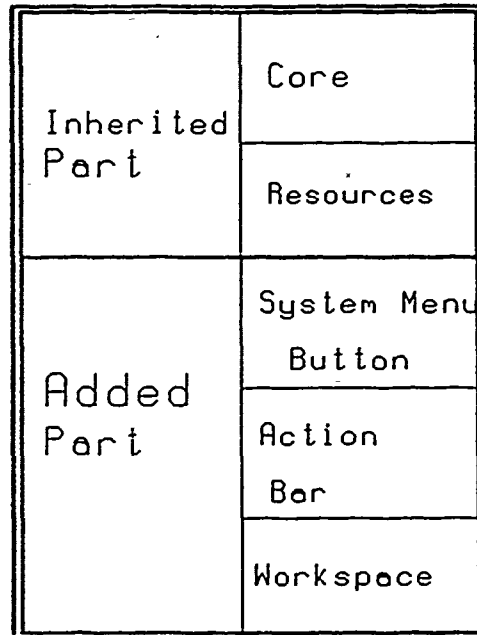 Inherited
Part
Core
Resources
Added
Part
System Menu
Button
Action
Bar
Workspace